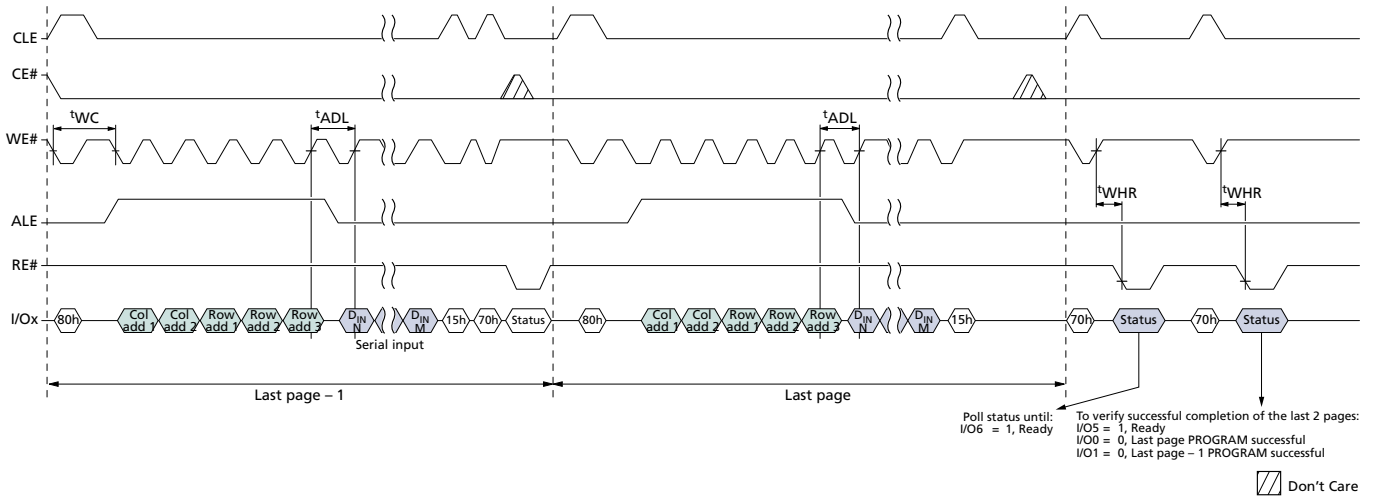 CLE
CE#
tWC
tADL
tADL
WE#
tWHR
tWHR
ALE
RE#
I/Ox
80h
Col add 1
Col add 2
Row add 1
Row add 2
Row add 3
DIN N
DIN M
15h
70h
Status
80h
Col add 1
Col add 2
Row add 1
Row add 2
Row add 3
DIN N
DIN M
15h
70h
Status
70h
Status
Serial input
Last page – 1
Last page
Poll status until:
I/O6 = 1, Ready
To verify successful completion of the last 2 pages:
I/O5 = 1, Ready
I/O0 = 0, Last page PROGRAM successful
I/O1 = 0, Last page – 1 PROGRAM successful
Don't Care